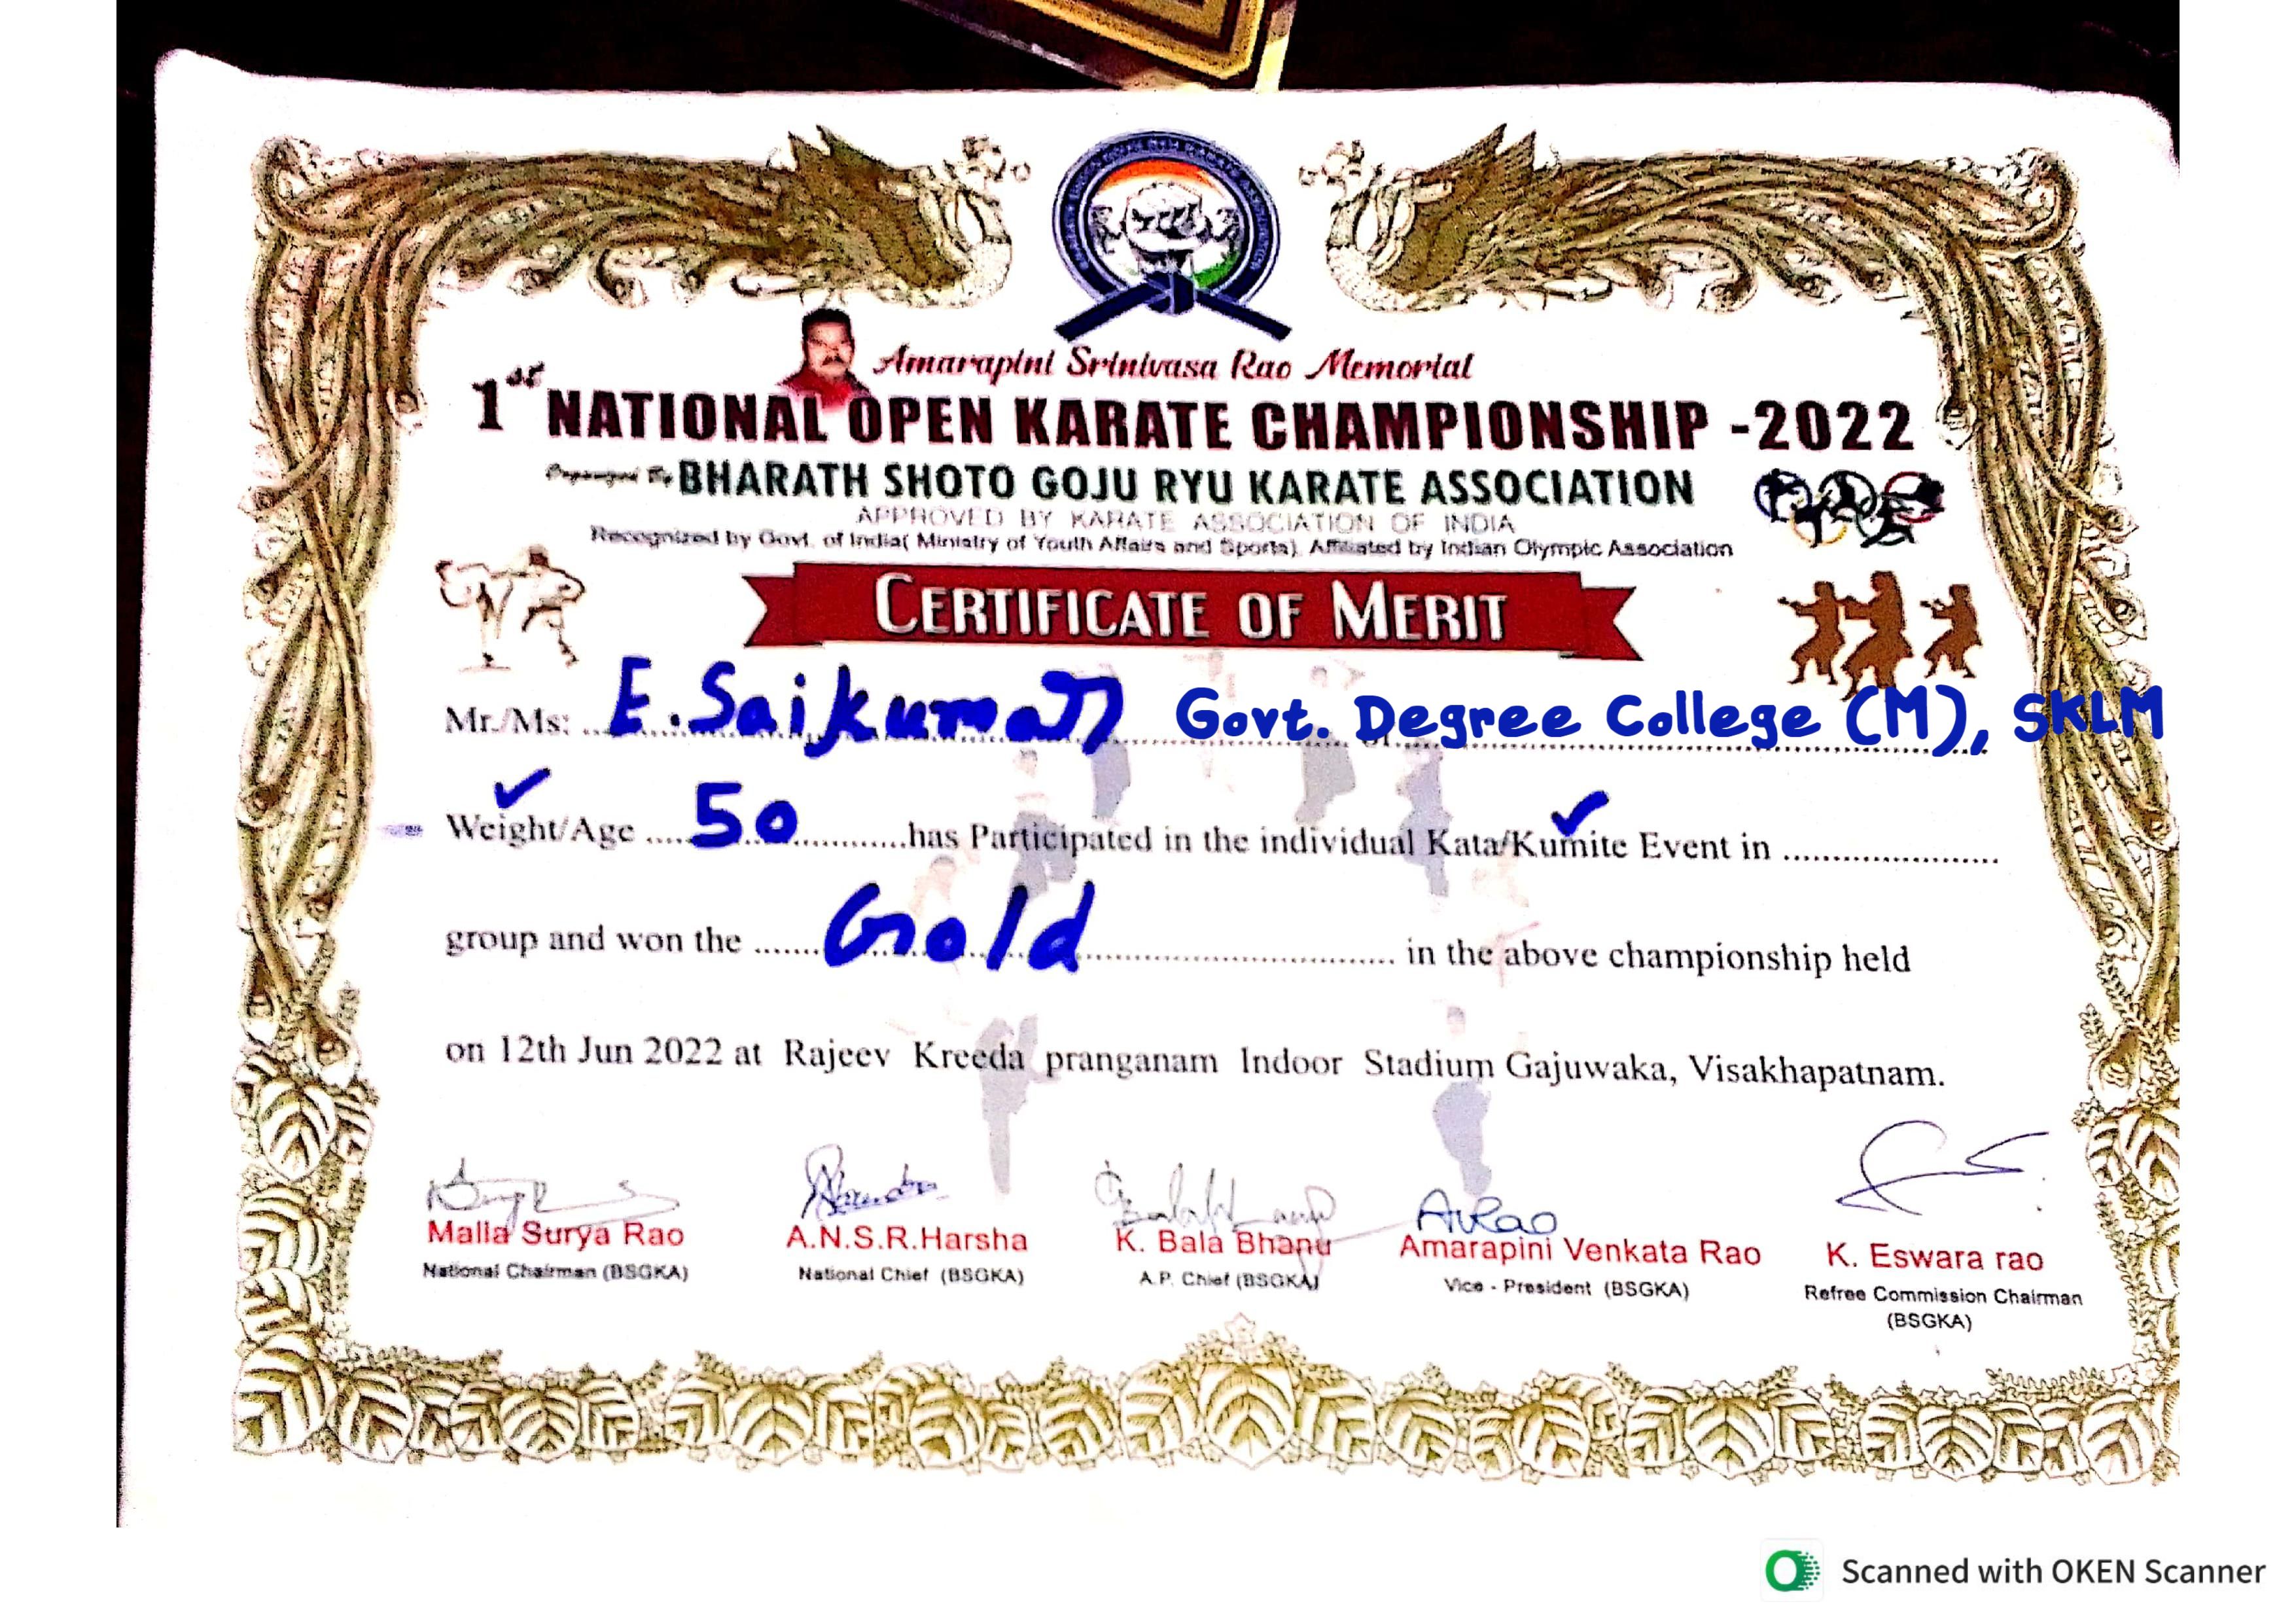 Amarapini Srinivasa Rao Memorial
1st NATIONAL OPEN KARATE CHAMPIONSHIP -2022
Organized By BHARATH SHOTO GOJU RYU KARATE ASSOCIATION
APPROVED BY KARATE ASSOCIATION OF INDIA
Recognized by Govt. of India( Ministry of Youth Affairs and Sports). Affiliated by Indian Olympic Association
CERTIFICATE OF MERIT
Mr./Ms: E. Saikumar of Govt. Degree College (M), SKLM
Weight/Age 50 has Participated in the individual Kata/Kumite Event in
group and won the Gold in the above championship held
on 12th Jun 2022 at Rajeev Kreeda pranganam Indoor Stadium Gajuwaka, Visakhapatnam.
AVRao
Malla Surya Rao A.N.S.R.Harsha K. Bala Bhanu Amarapini Venkata Rao K. Eswara rao
National Chairman (BSGKA) National Chief (BSGKA) A.P. Chief (BSGKA) Vice - President (BSGKA) Refree Commission Chairman
(BSGKA)
Scanned with OKEN Scanner